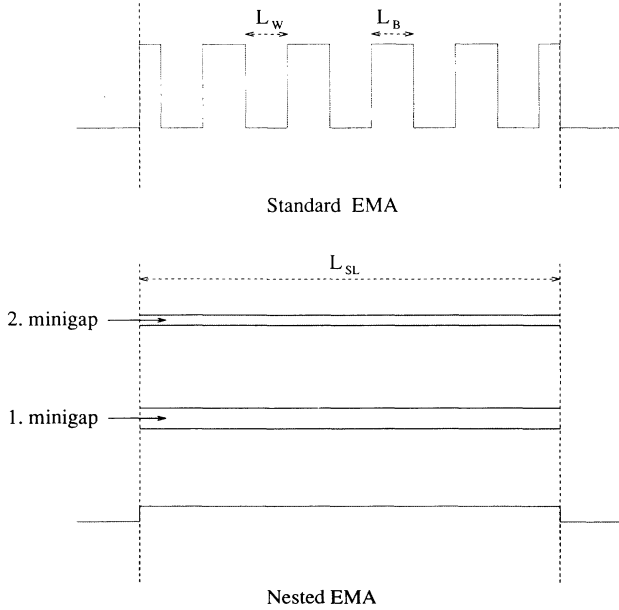 L_W L_B
Standard EMA
L_SL
2. minigap
1. minigap
Nested EMA